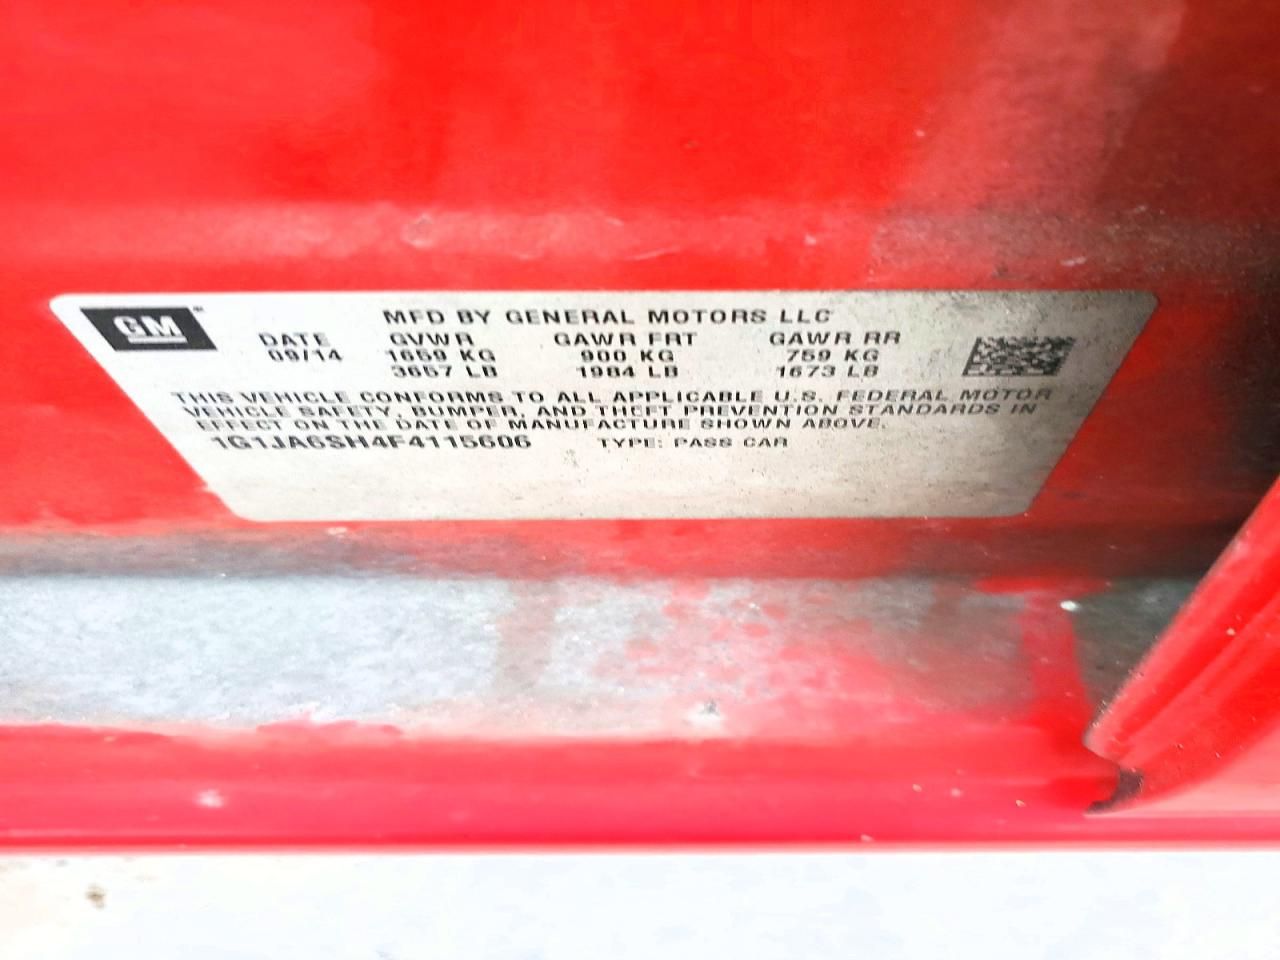 GM
MFD BY GENERAL MOTORS LLC
DATE GVWR GAWR FRT GAWR RR
09/14 1659 KG 900 KG 759 KG
3657 LB 1984 LB 1673 LB
THIS VEHICLE CONFORMS TO ALL APPLICABLE U.S. FEDERAL MOTOR
VEHICLE SAFETY, BUMPER, AND THEFT PREVENTION STANDARDS IN
EFFECT ON THE DATE OF MANUFACTURE SHOWN ABOVE.
1G1JA6SH4F4115606 TYPE: PASS CAR